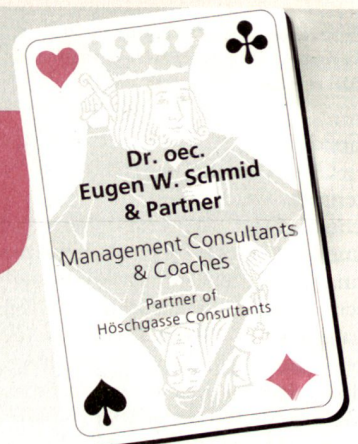 Dr. oec.
Eugen W. Schmid
& Partner
Management Consultants
& Coaches
Partner of
Höschgasse Consultants